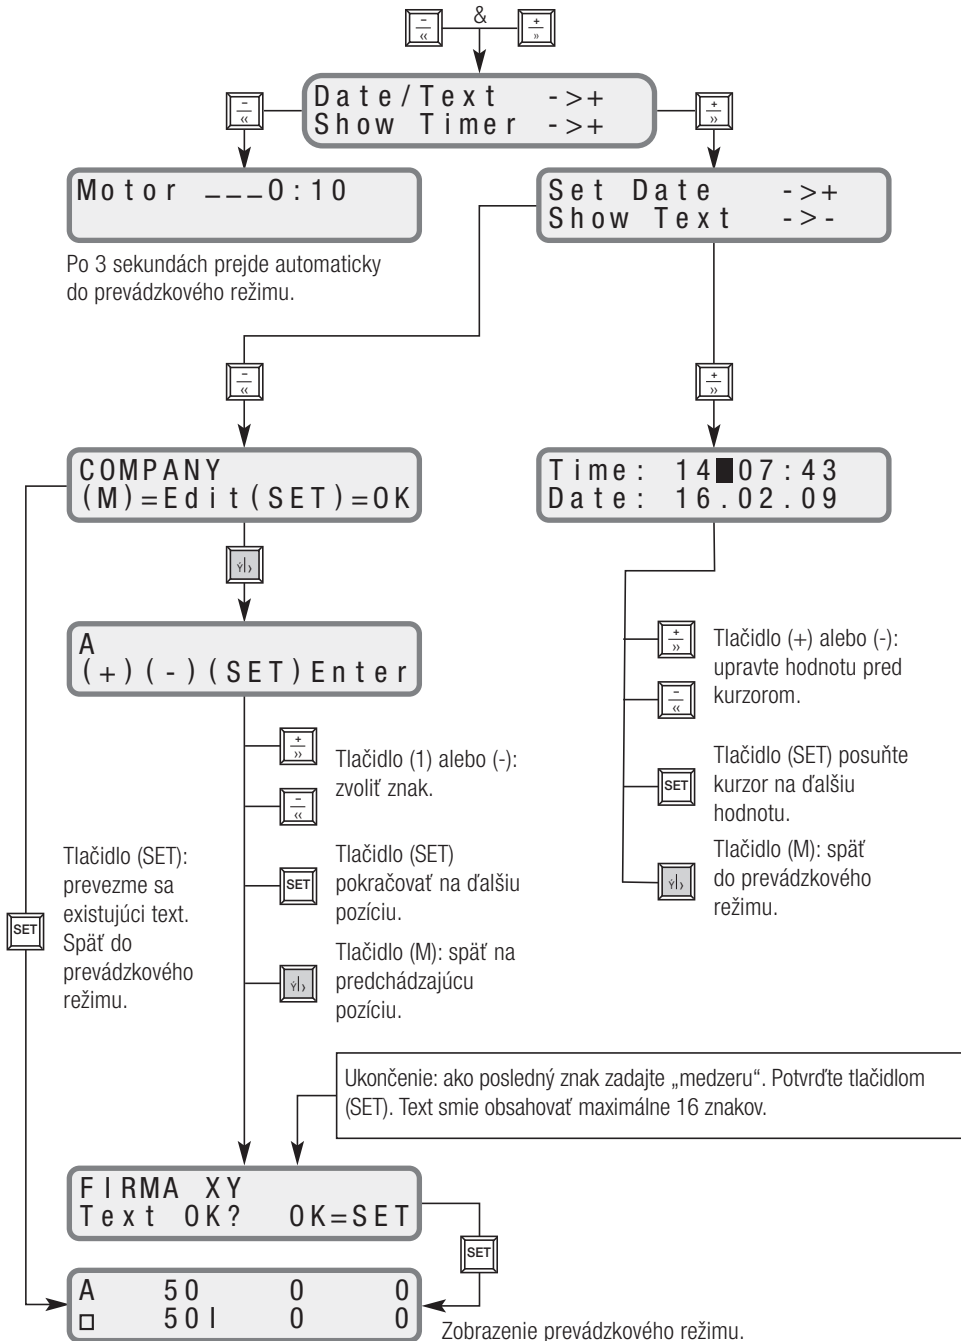 &
− «
+ »
Date/Text ->+
Show Timer ->+
− «
+ »
Motor ___0:10
Set Date ->+
Show Text ->-
Po 3 sekundách prejde automaticky
do prevádzkového režimu.
− «
+ »
COMPANY
(M)=Edit(SET)=OK
Time: 14█07:43
Date: 16.02.09
A
(+)(-)(SET)Enter
+ »
Tlačidlo (+) alebo (-):
upravte hodnotu pred
kurzorom.
− «
+ »
Tlačidlo (1) alebo (-):
zvoliť znak.
− «
SET
Tlačidlo (SET) posuňte
kurzor na ďalšiu
hodnotu.
Tlačidlo (SET):
prevezme sa
existujúci text.
Späť do
prevádzkového
režimu.
SET
SET
Tlačidlo (SET)
pokračovať na ďalšiu
pozíciu.
Tlačidlo (M): späť
do prevádzkového
režimu.
Tlačidlo (M): späť na
predchádzajúcu
pozíciu.
Ukončenie: ako posledný znak zadajte „medzeru“. Potvrďte tlačidlom
(SET). Text smie obsahovať maximálne 16 znakov.
FIRMA XY
Text OK? OK=SET
SET
A 50 0 0
□ 50I 0 0
Zobrazenie prevádzkového režimu.